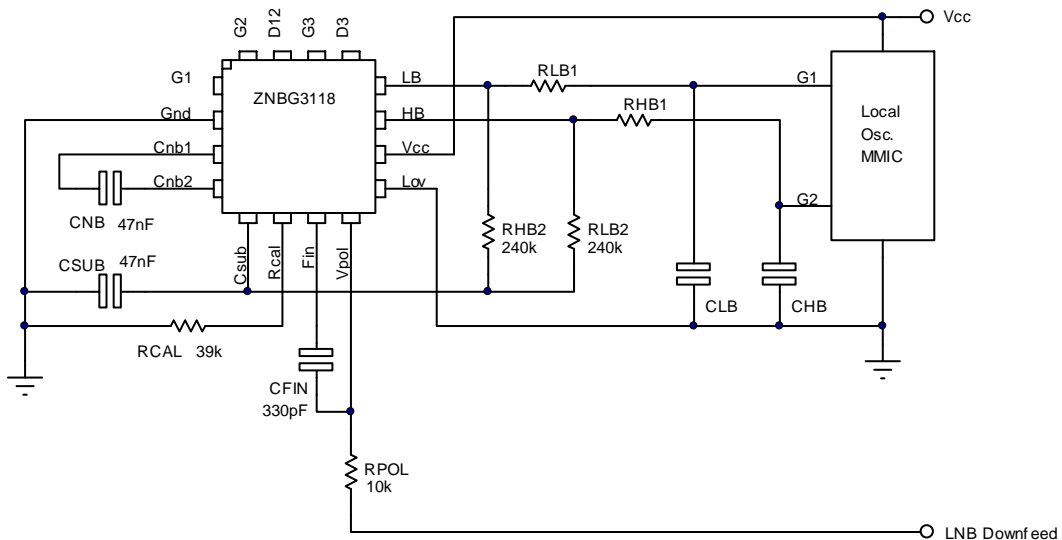 G2
D12
G3
D3
Vcc
G1
ZNBG3118
LB
RLB1
G1
RHB1
Gnd
HB
Local
Osc.
MMIC
Cnb1
Vcc
Cnb2
Lov
G2
CNB 47nF
RHB2
240k
RLB2
240k
CSUB 47nF
Csub
Rcal
Fin
Vpol
CLB
CHB
RCAL 39k
CFIN
330pF
RPOL
10k
LNB Downfeed